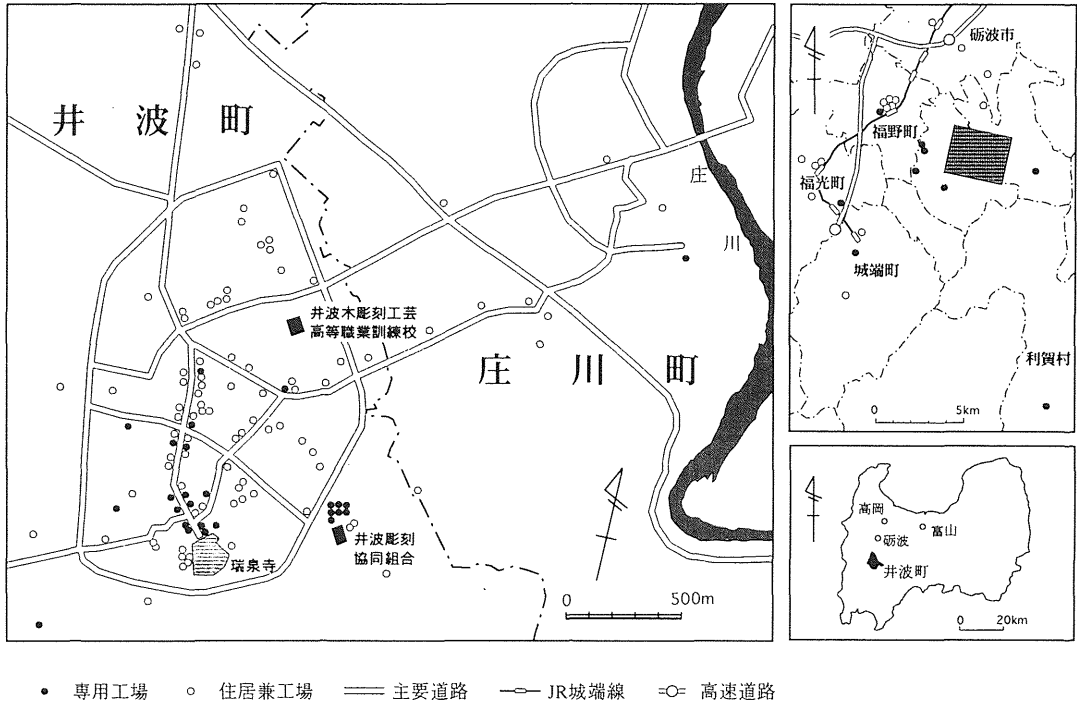 井波町
庄川
井波木彫刻工芸
高等職業訓練校
庄川町
井波彫刻
協同組合
瑞泉寺
0 500m
砺波市
福野町
福光町
城端町
利賀村
0 5km
高岡
富山
砺波
井波町
0 20km
専用工場 住居兼工場 主要道路 JR城端線 高速道路